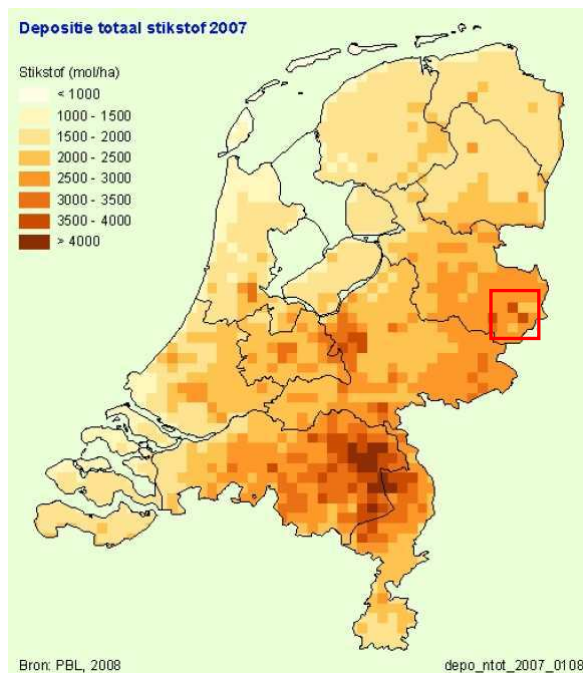 Depositie totaal stikstof 2007
Stikstof (mol/ha)
< 1000
1000 - 1500
1500 - 2000
2000 - 2500
2500 - 3000
3000 - 3500
3500 - 4000
> 4000
Bron: PBL, 2008
depo_ntot_2007_0108